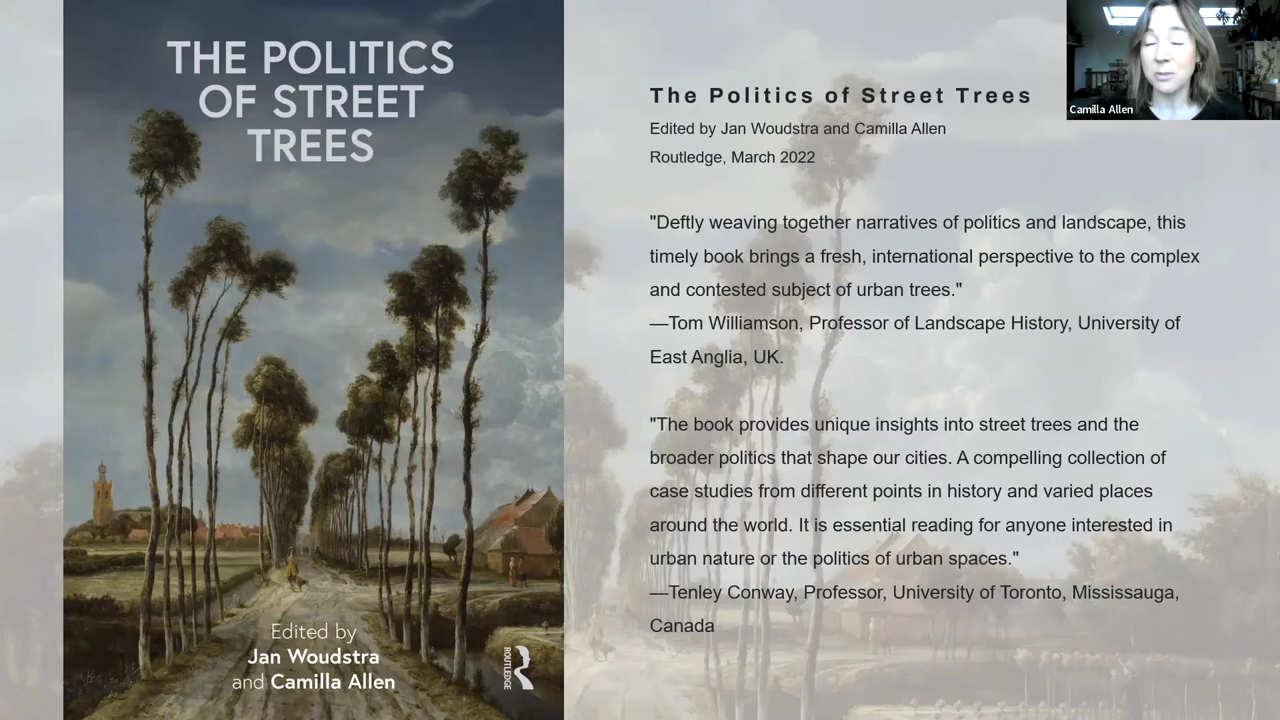 THE POLITICS
OF STREET
TREES
Edited by
Jan Woudstra
and Camilla Allen
ROUTLEDGE
The Politics of Street Trees
Edited by Jan Woudstra and Camilla Allen
Routledge, March 2022
"Deftly weaving together narratives of politics and landscape, this
timely book brings a fresh, international perspective to the complex
and contested subject of urban trees."
—Tom Williamson, Professor of Landscape History, University of
East Anglia, UK.
"The book provides unique insights into street trees and the
broader politics that shape our cities. A compelling collection of
case studies from different points in history and varied places
around the world. It is essential reading for anyone interested in
urban nature or the politics of urban spaces."
—Tenley Conway, Professor, University of Toronto, Mississauga,
Canada
Camilla Allen